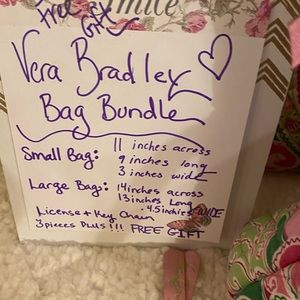 Free Gift
Smile
Vera Bradley
Bag Bundle
Small Bag: 11 inches across
9 inches long
3 inches wide
Large Bag: 14 inches across
13 inches Long
4.5 inches WIDE
License + Key Chain
3 pieces Plus!!! FREE GIFT